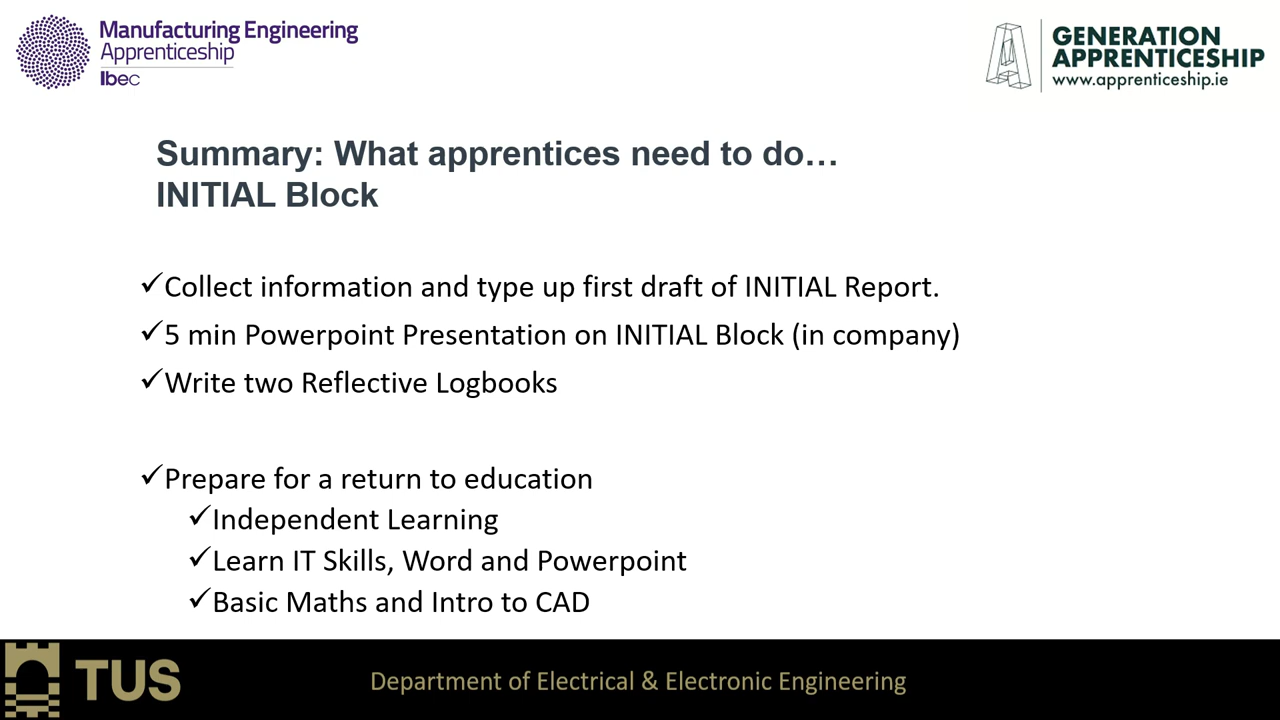 Manufacturing Engineering
Apprenticeship
Ibec
GENERATION
APPRENTICESHIP
www.apprenticeship.ie
Summary: What apprentices need to do…
INITIAL Block
✓Collect information and type up first draft of INITIAL Report.
✓5 min Powerpoint Presentation on INITIAL Block (in company)
✓Write two Reflective Logbooks
✓Prepare for a return to education
✓Independent Learning
✓Learn IT Skills, Word and Powerpoint
✓Basic Maths and Intro to CAD
TUS
Department of Electrical & Electronic Engineering